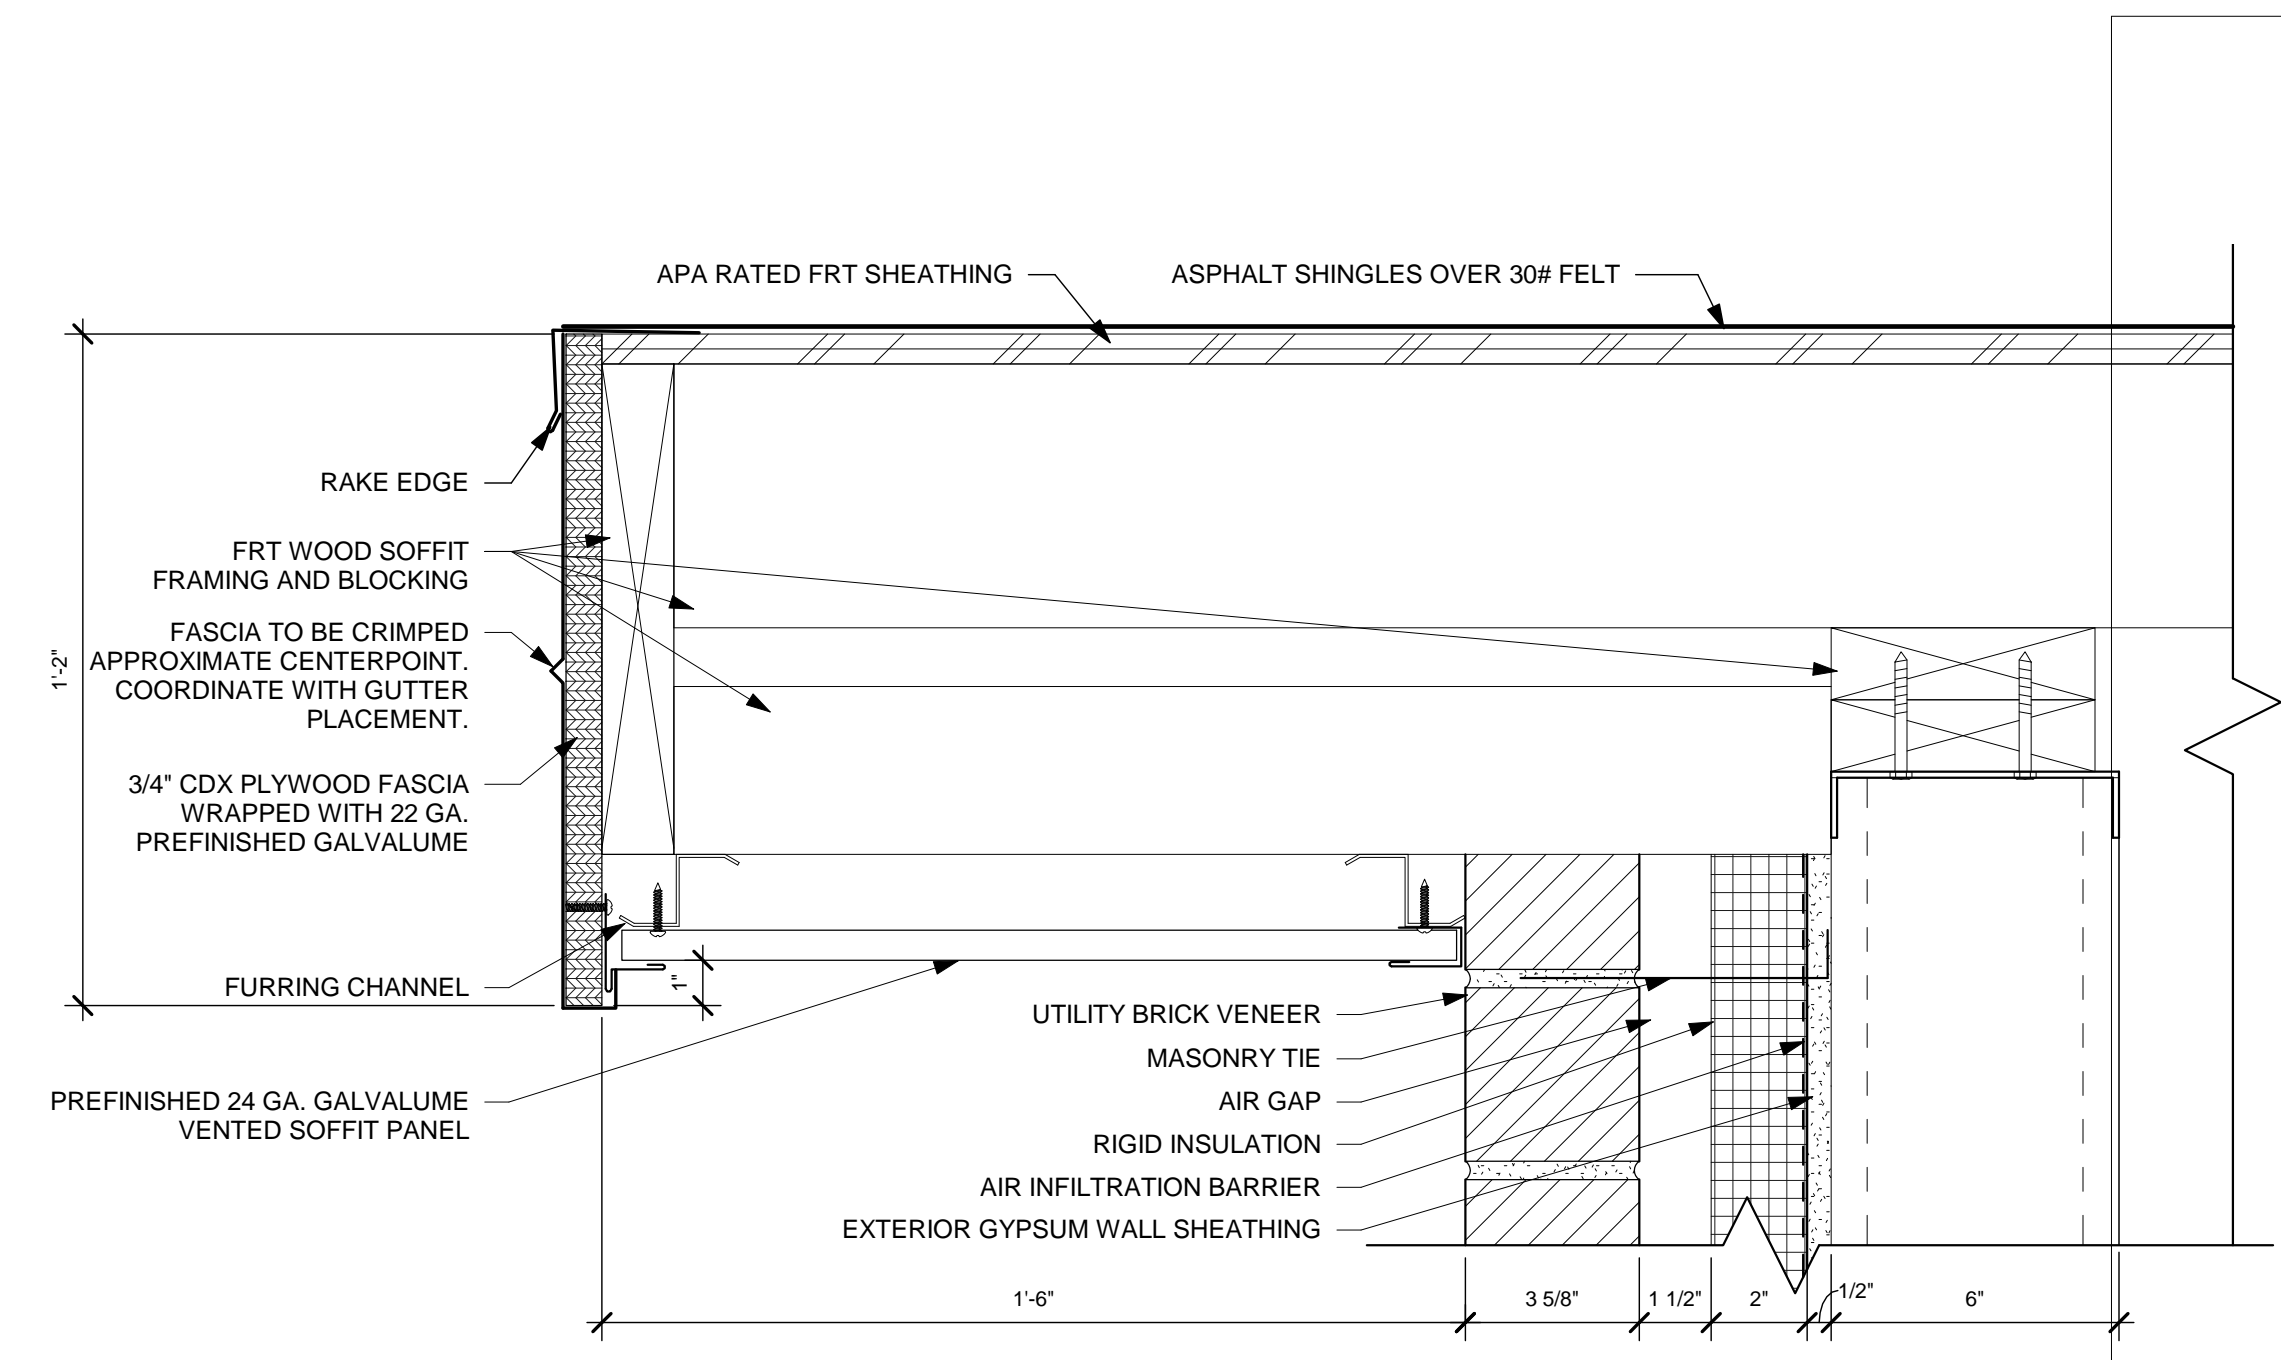 APA RATED FRT SHEATHING
ASPHALT SHINGLES OVER 30# FELT
RAKE EDGE
FRT WOOD SOFFIT
FRAMING AND BLOCKING
FASCIA TO BE CRIMPED
APPROXIMATE CENTERPOINT.
COORDINATE WITH GUTTER
PLACEMENT.
1'-2"
3/4" CDX PLYWOOD FASCIA
WRAPPED WITH 22 GA.
PREFINISHED GALVALUME
FURRING CHANNEL
1"
PREFINISHED 24 GA. GALVALUME
VENTED SOFFIT PANEL
UTILITY BRICK VENEER
MASONRY TIE
AIR GAP
RIGID INSULATION
AIR INFILTRATION BARRIER
EXTERIOR GYPSUM WALL SHEATHING
1'-6"
3 5/8"
1 1/2"
2"
1/2"
6"